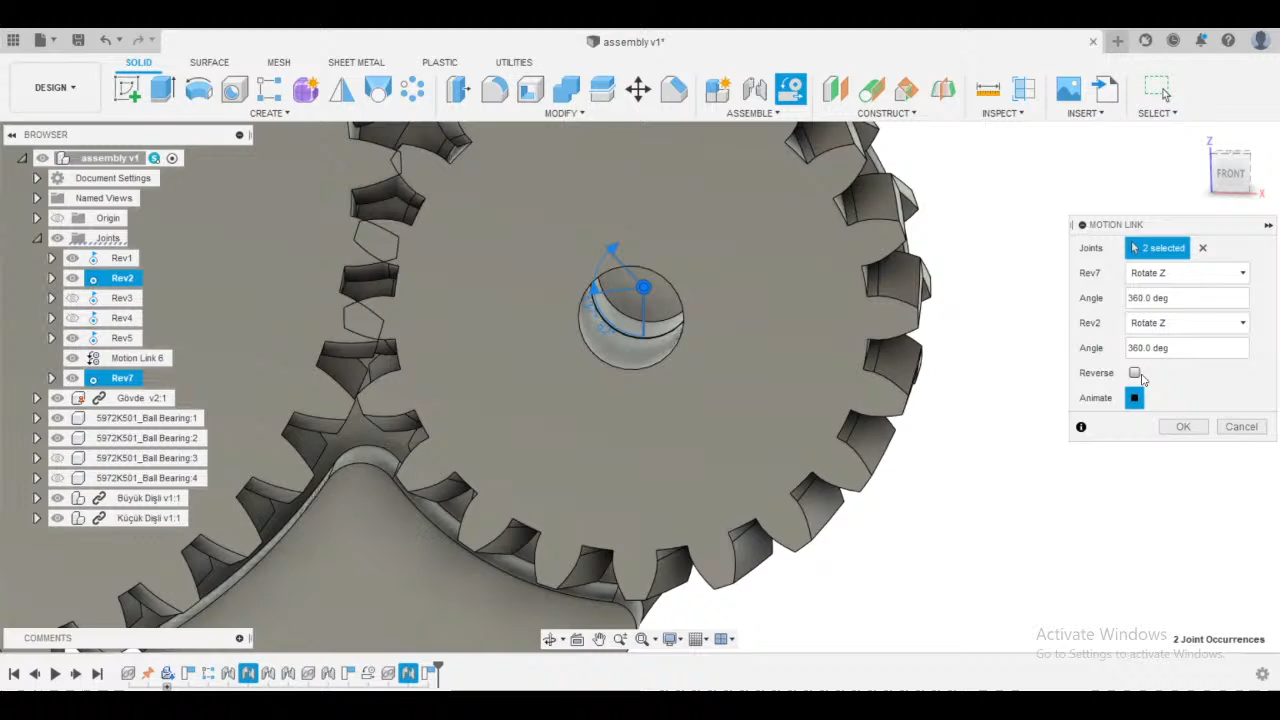 assembly v1*
DESIGN
SOLID
SURFACE
MESH
SHEET METAL
PLASTIC
UTILITIES
CREATE
MODIFY
ASSEMBLE
CONSTRUCT
INSPECT
INSERT
SELECT
BROWSER
assembly v1
Document Settings
Named Views
Origin
Joints
Rev1
Rev2
Rev3
Rev4
Rev5
Motion Link 6
Rev7
Gövde v2:1
5972K501_Ball Bearing:1
5972K501_Ball Bearing:2
5972K501_Ball Bearing:3
5972K501_Ball Bearing:4
Büyük Dişli v1:1
Küçük Dişli v1:1
COMMENTS
Z
FRONT
X
MOTION LINK
Joints 2 selected
Rev7 Rotate Z
Angle 360.0 deg
Rev2 Rotate Z
Angle 360.0 deg
Reverse
Animate
OK Cancel
Activate Windows
Go to Settings to activate Windows.
2 Joint Occurrences